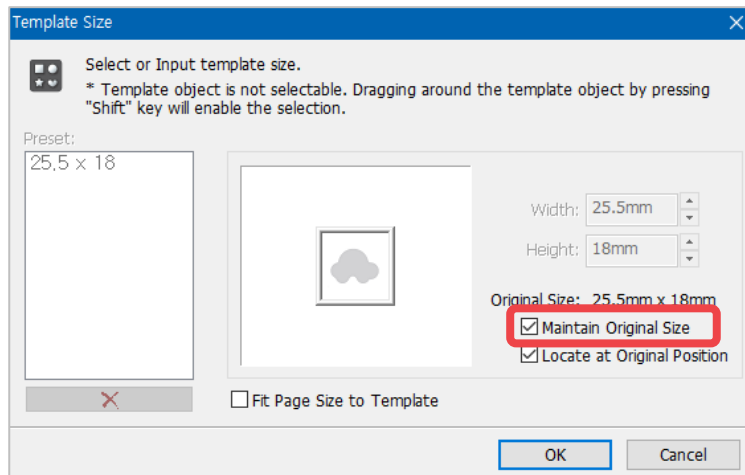 Template Size
Select or Input template size.
* Template object is not selectable. Dragging around the template object by pressing
"Shift" key will enable the selection.
Preset:
25,5 x 18
Width: 25.5mm
Height: 18mm
Original Size: 25.5mm x 18mm
Maintain Original Size
Locate at Original Position
Fit Page Size to Template
OK Cancel